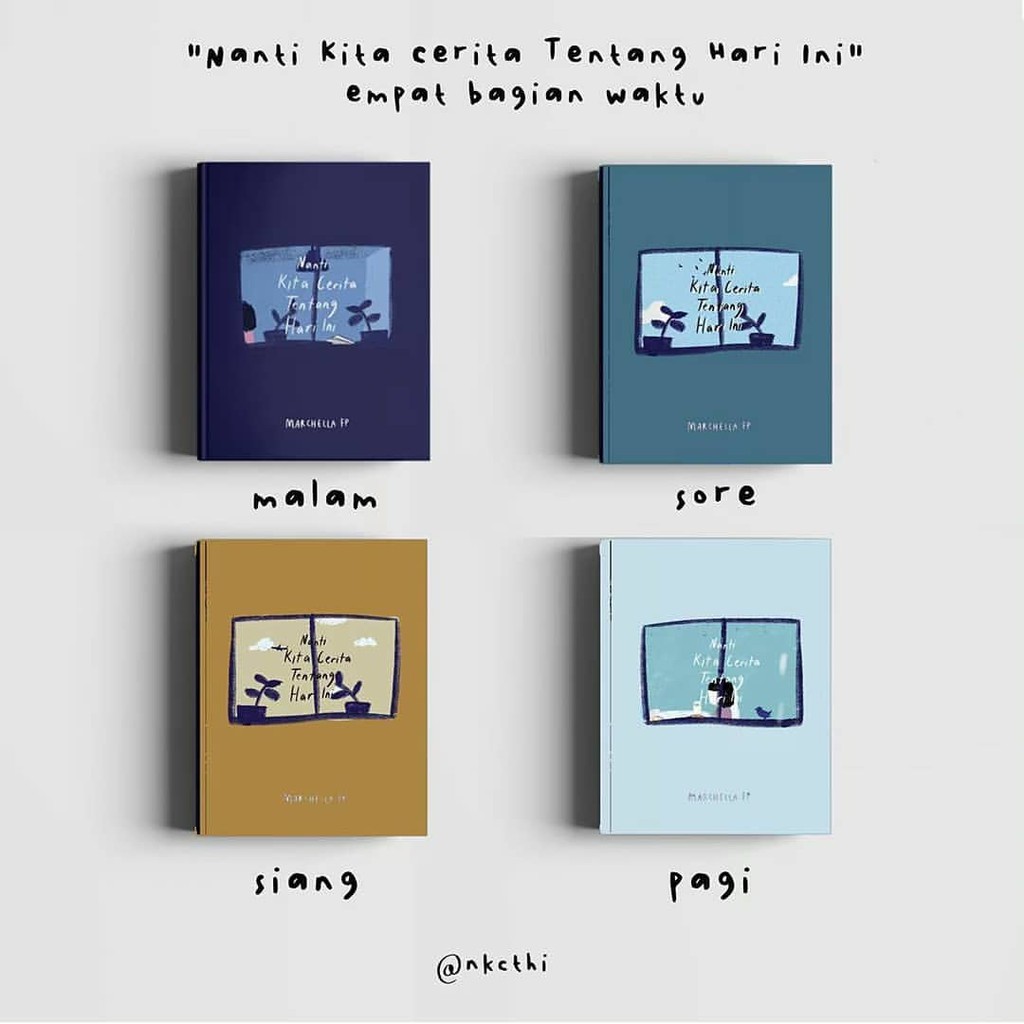 "Nanti Kita cerita Tentang Hari Ini"
empat bagian waktu
Nanti
Kita Cerita
Tentang
Hari Ini
MARCHELLA FP
malam
Nanti
Kita Cerita
Tentang
Hari Ini
MARCHELLA FP
sore
Nanti
Kita Cerita
Tentang
Hari Ini
MARCHELLA FP
siang
Nanti
Kita Cerita
Tentang
Hari Ini
MARCHELLA FP
pagi
@nkcthi